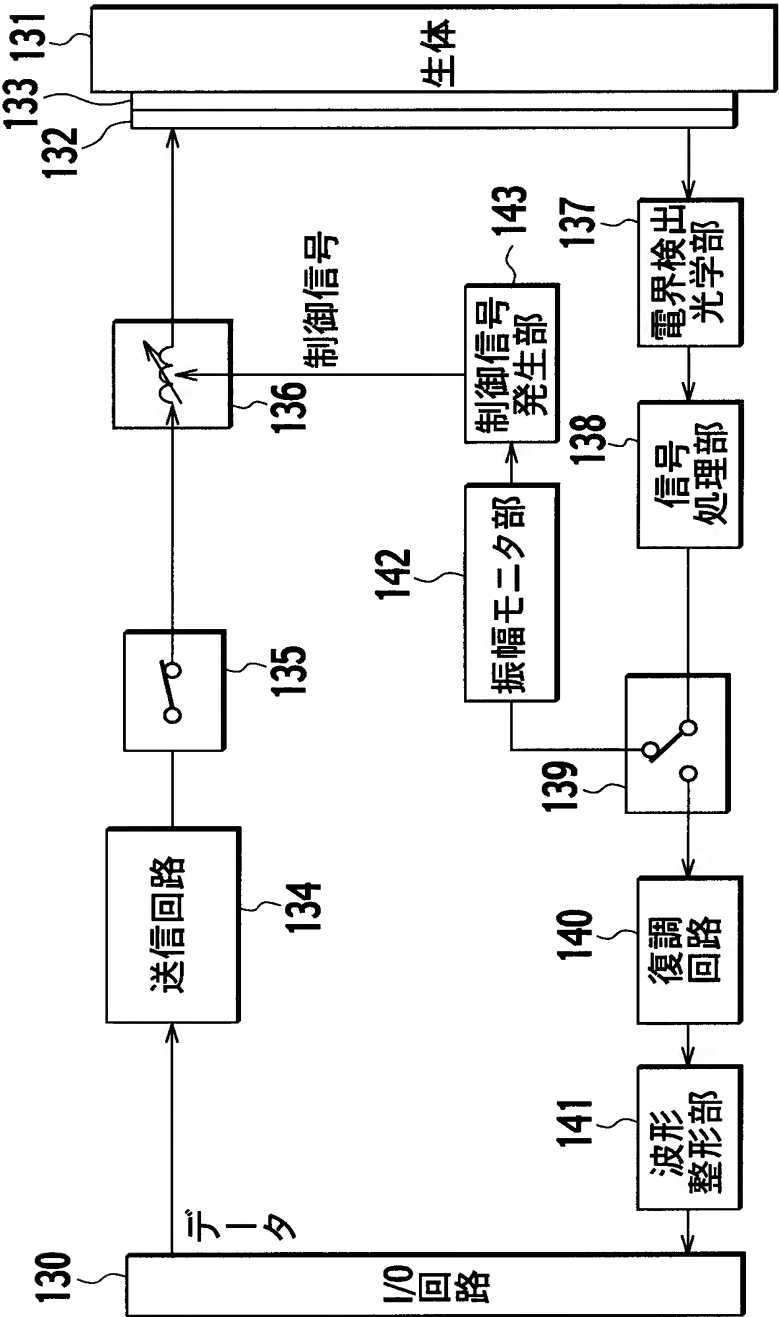 130
I/O
回路
データ
送信回路
134
135
136
制御信号
132
133
131
生体
143
制御信号
発生部
142
振幅モニタ部
137
電界検出
光学部
138
信号
処理部
139
140
復調
回路
141
波形
整形部